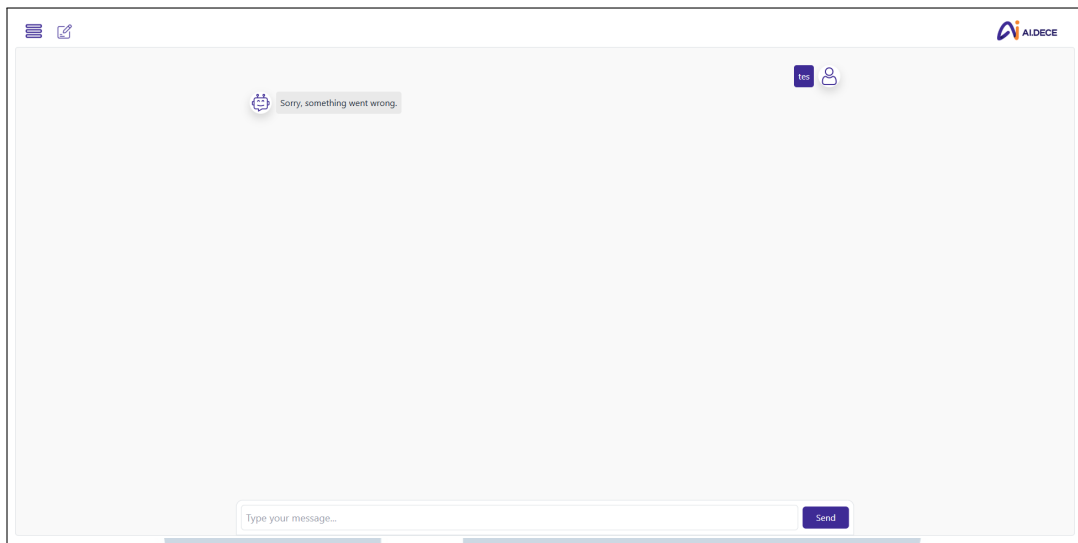 AI.DECE
tes
Sorry, something went wrong.
Type your message...
Send